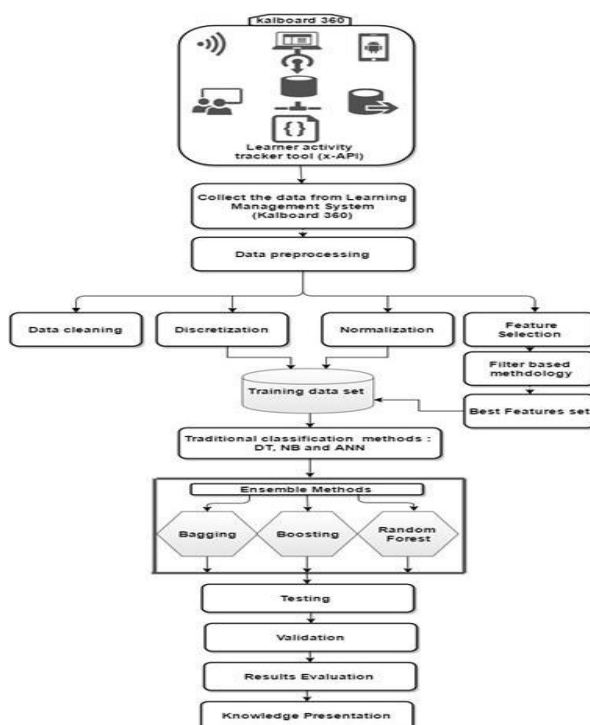 kalboard 360
{}
Learner activity
tracker tool (x-API)
Collect the data from Learning
Management System
(Kalboard 360)
Data preprocessing
Data cleaning
Discretization
Normalization
Feature
Selection
Filter based
methdology
Training data set
Best Features set
Traditional classification methods :
DT, NB and ANN
Ensemble Methods
Bagging
Boosting
Random
Forest
Testing
Validation
Results Evaluation
Knowledge Presentation